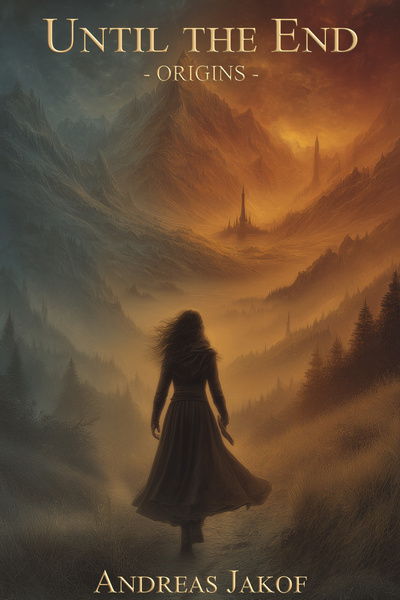 Until the End
- ORIGINS -
Andreas Jakof